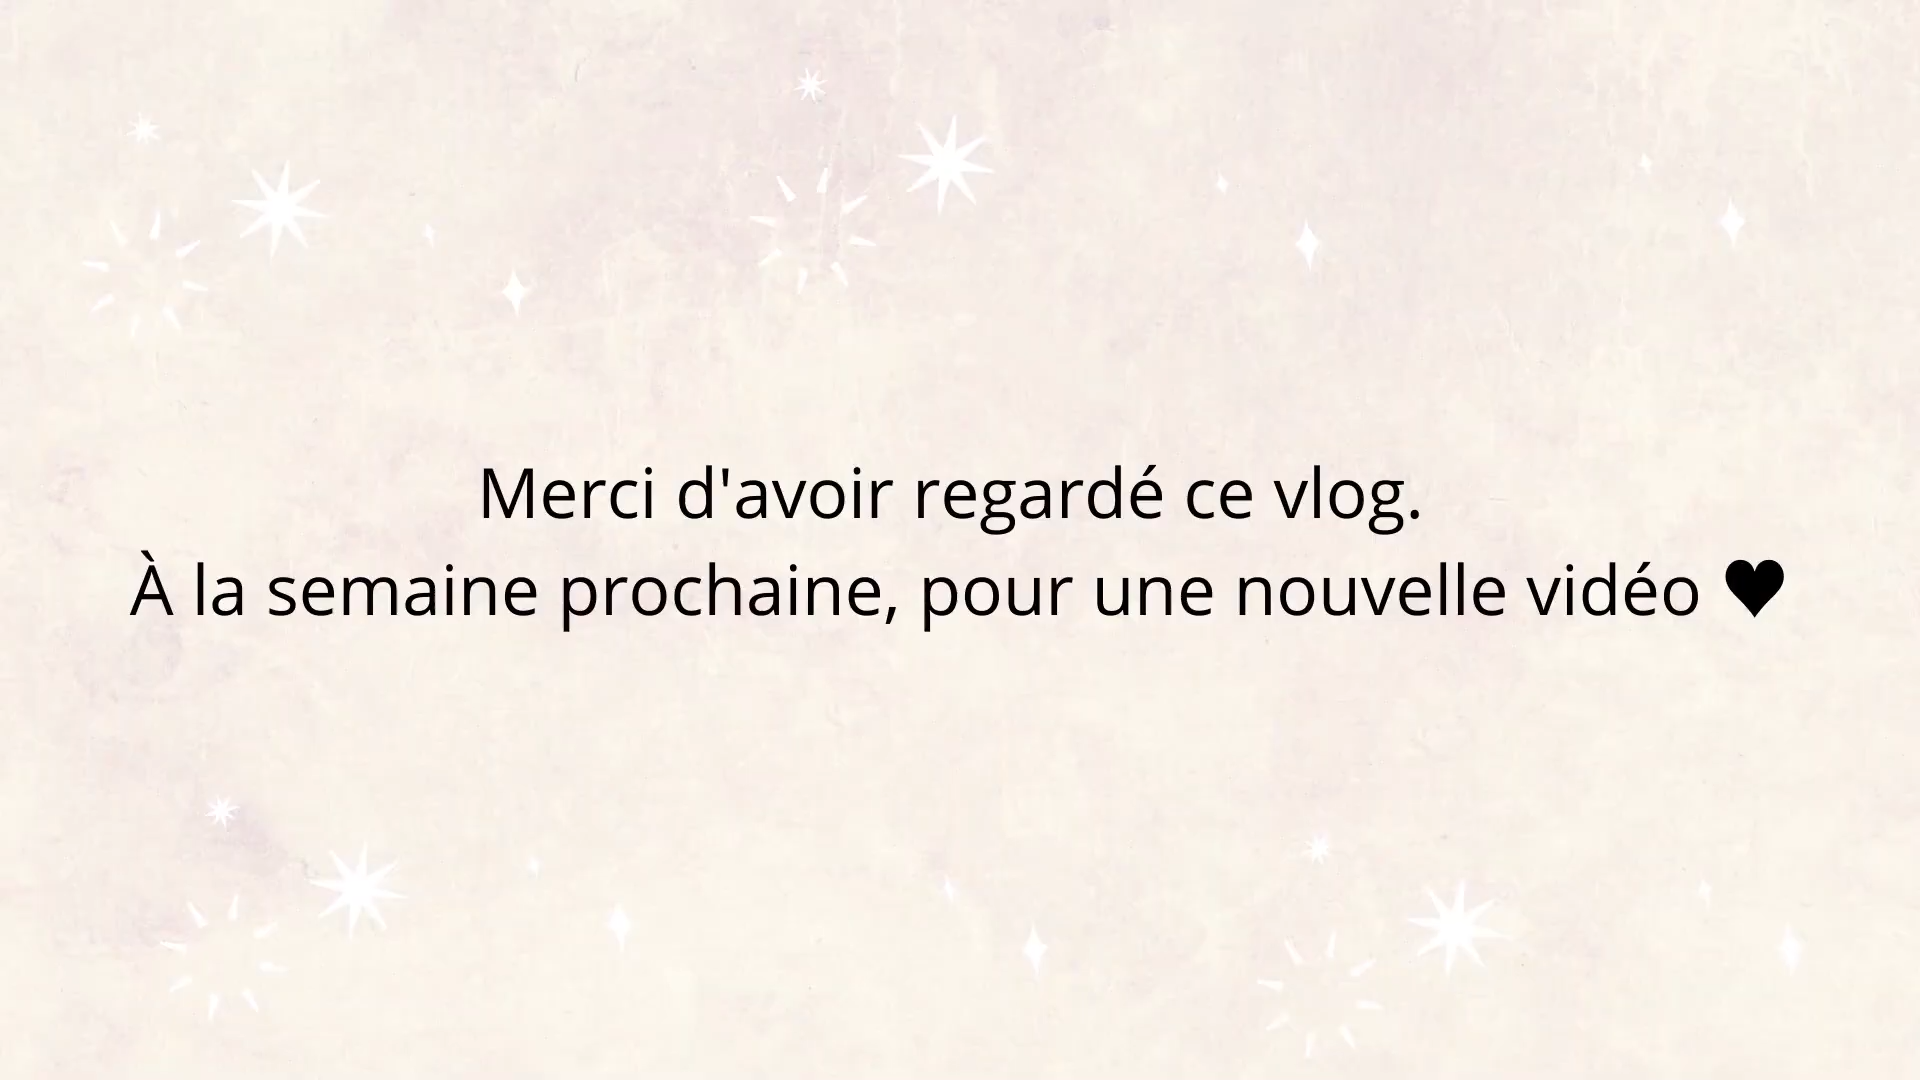 Merci d'avoir regardé ce vlog.
À la semaine prochaine, pour une nouvelle vidéo ♥